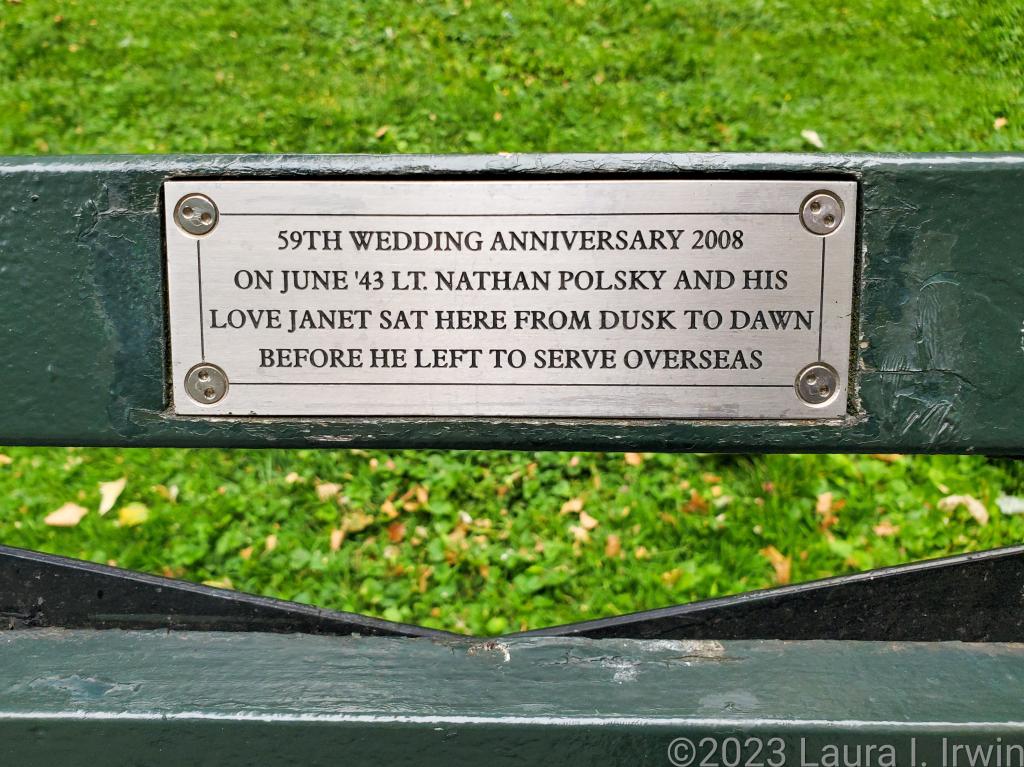 59TH WEDDING ANNIVERSARY 2008
ON JUNE '43 LT. NATHAN POLSKY AND HIS
LOVE JANET SAT HERE FROM DUSK TO DAWN
BEFORE HE LEFT TO SERVE OVERSEAS
©2023 Laura I. Irwin